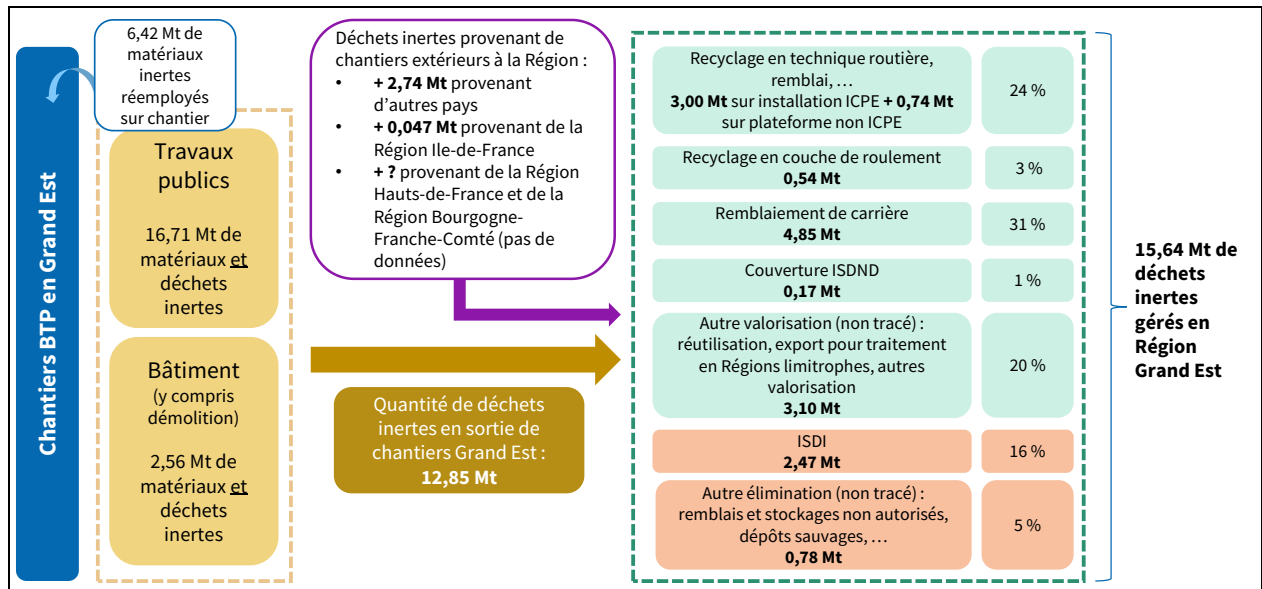 Chantiers BTP en Grand Est
6,42 Mt de
matériaux
inertes
réemployés
sur chantier
Travaux
publics
16,71 Mt de
matériaux et
déchets
inertes
Bâtiment
(y compris
démolition)
2,56 Mt de
matériaux et
déchets
inertes
Déchets inertes provenant de
chantiers extérieurs à la Région :
• + 2,74 Mt provenant
d'autres pays
• + 0,047 Mt provenant de la
Région Ile-de-France
• + ? provenant de la Région
Hauts-de-France et de la
Région Bourgogne-
Franche-Comté (pas de
données)
Quantité de déchets
inertes en sortie de
chantiers Grand Est :
12,85 Mt
Recyclage en technique routière,
remblai, …
3,00 Mt sur installation ICPE + 0,74 Mt
sur plateforme non ICPE
24 %
Recyclage en couche de roulement
0,54 Mt
3 %
Remblaiement de carrière
4,85 Mt
31 %
Couverture ISDND
0,17 Mt
1 %
Autre valorisation (non tracé) :
réutilisation, export pour traitement
en Régions limitrophes, autres
valorisation
3,10 Mt
20 %
ISDI
2,47 Mt
16 %
Autre élimination (non tracé) :
remblais et stockages non autorisés,
dépôts sauvages, …
0,78 Mt
5 %
15,64 Mt de
déchets
inertes
gérés en
Région
Grand Est